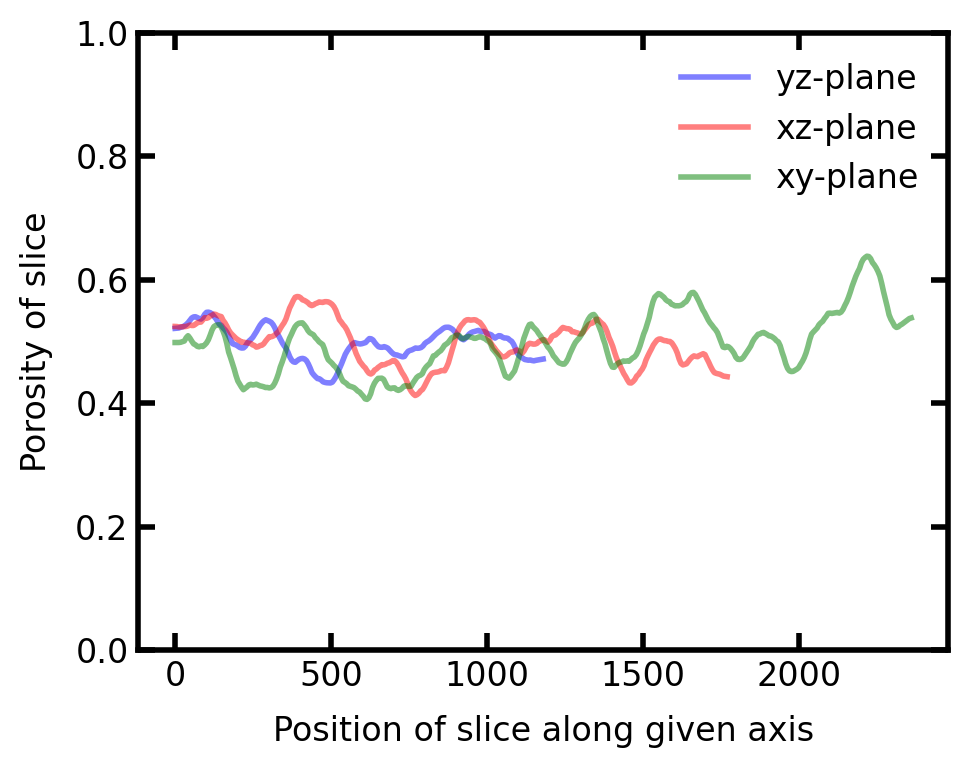 1.0
0.8
0.6
0.4
0.2
0.0
Porosity of slice
yz-plane
xz-plane
xy-plane
0 500 1000 1500 2000
Position of slice along given axis